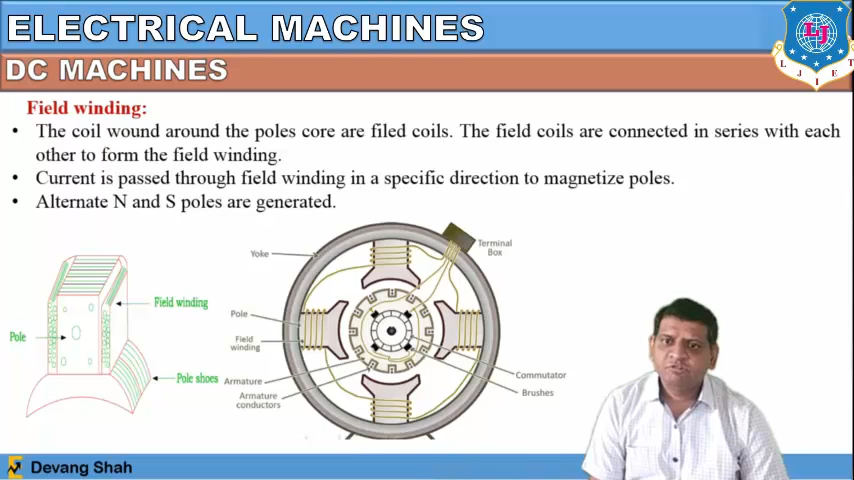 ELECTRICAL MACHINES
DC MACHINES
LJ
L J I E T
Field winding:
• The coil wound around the poles core are filed coils. The field coils are connected in series with each
other to form the field winding.
• Current is passed through field winding in a specific direction to magnetize poles.
• Alternate N and S poles are generated.
Field winding
Pole
Pole shoes
Yoke
Terminal
Box
Pole
Field
winding
Armature
Armature
conductors
Commutator
Brushes
Devang Shah